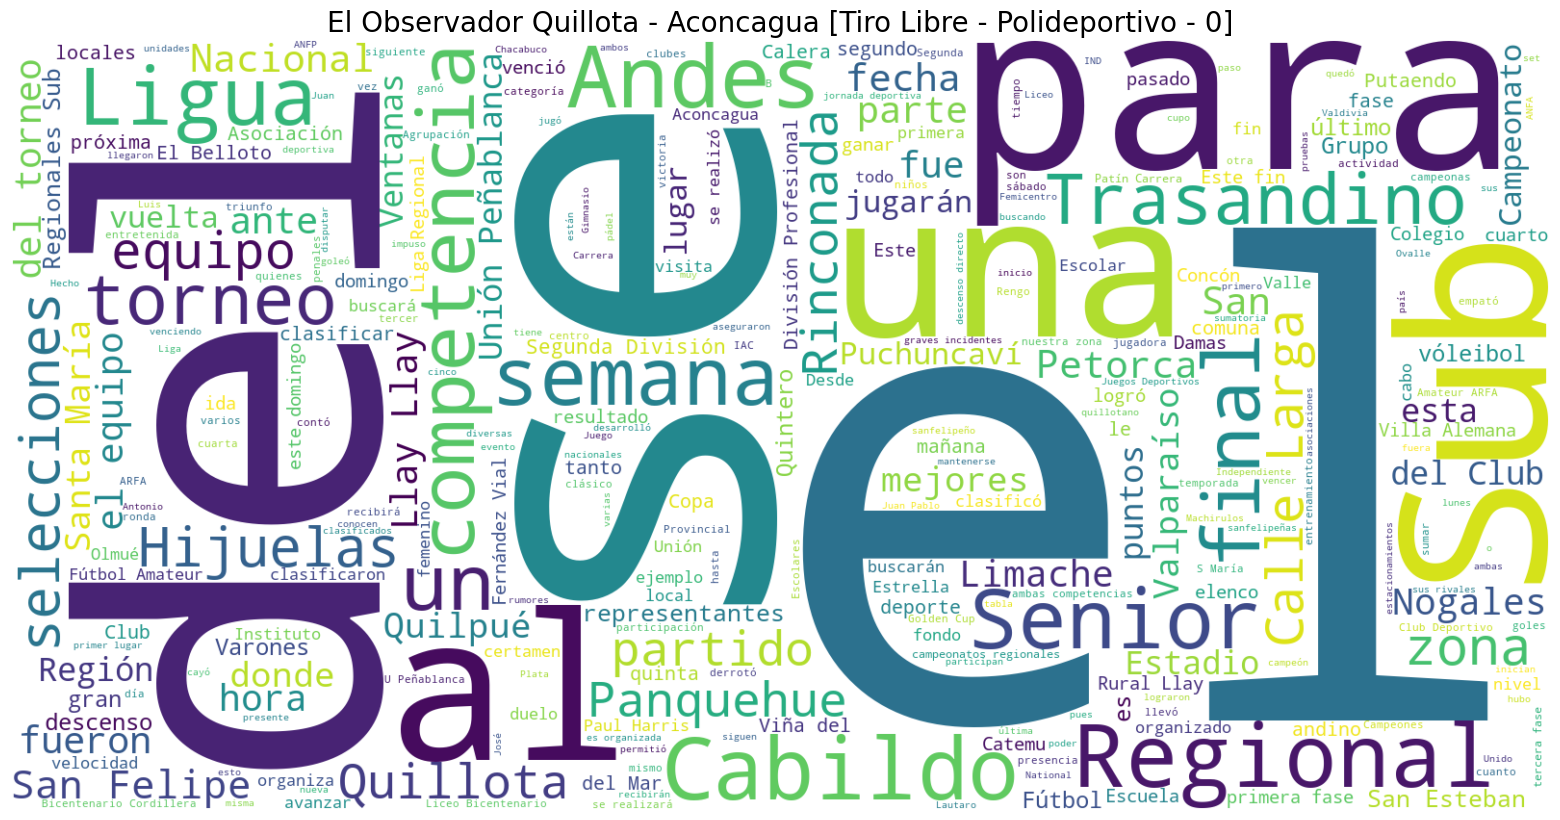 El Observador Quillota - Aconcagua [Tiro Libre - Polideportivo - 0]
locales
unidades
ANFP
siguiente
Chacabuco
ambos
clubes
Calera
segundo
Segunda
IND
para
set
paso
quedó
Nacional
Ligua
Juan
vez
ganó
venció
categoría
B
Andes
fecha
jornada deportiva
tiempo
Liceo
pasado
Putaendo
ANFA
del torneo
Regionales Sub
próxima
Asociación
Agrupación
jugó
Aconcagua
parte
primera
cupo
Valdivia
fase
último
Campeonato
llegaron
El Belloto
deportiva
Ventanas
competencia
Unión Peñablanca
victoria
División Profesional
Rinconada
ganar
fin
Grupo
pruebas
actividad
Luis
triunfo
Liga Regional
lugar
se realizó
fue
todo
niños
son
sábado
Femicentro
otra
Patín Carrera
Este fin
campeonas
sus
vuelta
ante
disputar
entretenida
están
Gimnasio
pádel
jugarán
buscando
Trasandino
equipo
penales
goleó
impuso
Carrera
visita
muy
una
Este
descenso directo
inicio
Escolar
Colegio
cuarto
Hecho
quienes
domingo
del
se
Rengo
Concón
Valle
Ovalle
torneo
buscará
tercer
aseguraron
primero
San
sumatoria
país
empató
Sub
selecciones
Santa María
el equipo
venciendo
Liga
clasificar
tiene
centro
Segunda División
IAC
graves incidentes
nuestra zona
jugadora
Damas
comuna
Llay Llay
cinco
semana
Quintero
Puchuncaví
Desde
Petorca
final
Calle Larga
vóleibol
cabo
ida
varios
cuarta
este domingo
contó
resultado
desarrolló
Juegos Deportivos
logró
quillotano
esta
Amateur ARFA
Villa Alemana
diversas
evento
Juego
sanfelipeño
mañana
mantenerse
le
Valparaíso
puntos
fuera
ARFA
Antonio
ronda
recibirá
conocen
clasificados
Fernández Vial
nacionales
clásico
tanto
varias
Copa
mejores
Juan Pablo
clasificó
Independiente
temporada
vencer
entrenamiento
asociaciones
del Club
lunes
Olmué
Hijuelas
femenino
Provincial
Unión
hasta
Machirulos
sanfelipeñas
sumar
o
ambas
Fútbol Amateur
clasificaron
un
rumores
ejemplo
local
Escolares
buscarán
Estrella
Limache
S María
estacionamientos
sus rivales
Club
primer lugar
Instituto
Varones
Quilpué
al
representantes
participación
deporte
Golden Cup
tabla
ambas competencias
Senior
elenco
Nogales
Club Deportivo
goles
Región
cayó
donde
certamen
partido
fondo
campeonatos regionales
participan
el
Estadio
campeón
zona
gran
día
hora
presente
U Peñablanca
Plata
quinta
derrotó
Rural Llay
lograron
inician
nivel
descenso
duelo
Panquehue
Paul Harris
Viña del
última
pues
es
llevó
organizado
andino
Campeones
hubo
fueron
velocidad
José
es organizada
permitió
siguen
Catemu
poder
presencia
Regional
Unido
cuanto
tercera fase
San Felipe
esto
organiza
nueva
Quillota
del Mar
mismo
recibirán
Cabildo
National
Bicentenario Cordillera
misma
avanzar
Liceo Bicentenario
se realizará
Lautaro
Fútbol
Escuela
primera fase
San Esteban